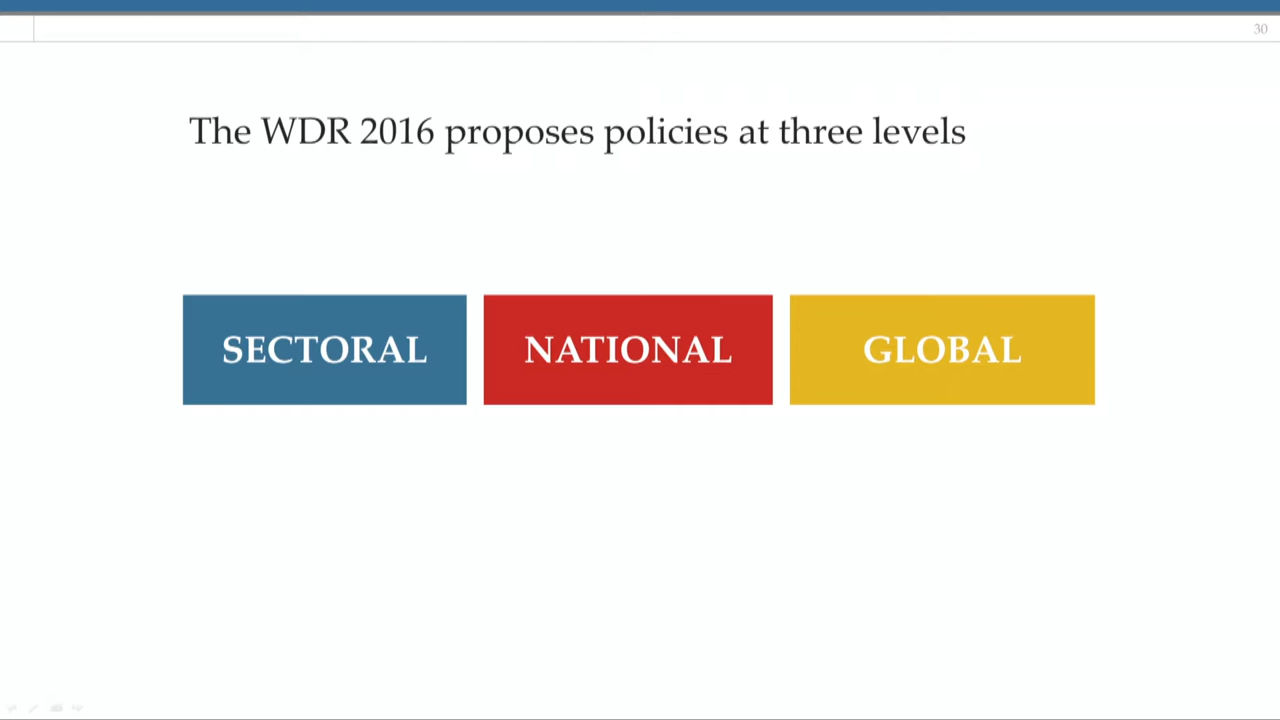 30
The WDR 2016 proposes policies at three levels
SECTORAL
NATIONAL
GLOBAL